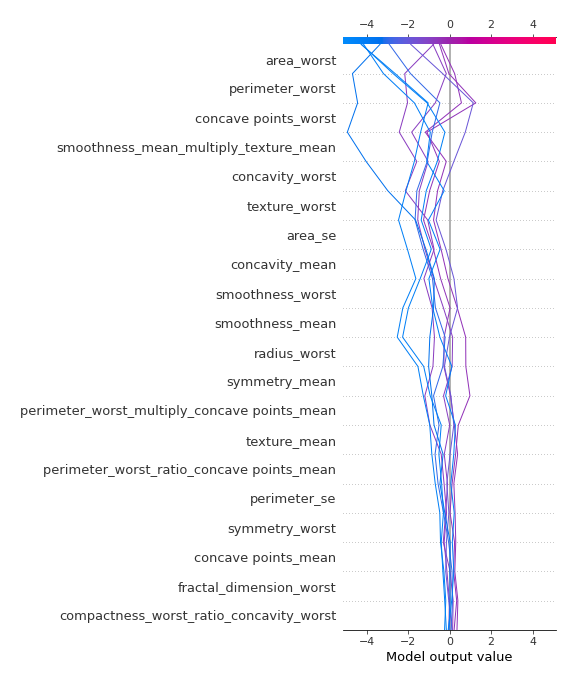 −4 −2 0 2 4
area_worst
perimeter_worst
concave points_worst
smoothness_mean_multiply_texture_mean
concavity_worst
texture_worst
area_se
concavity_mean
smoothness_worst
smoothness_mean
radius_worst
symmetry_mean
perimeter_worst_multiply_concave points_mean
texture_mean
perimeter_worst_ratio_concave points_mean
perimeter_se
symmetry_worst
concave points_mean
fractal_dimension_worst
compactness_worst_ratio_concavity_worst
−4 −2 0 2 4
Model output value